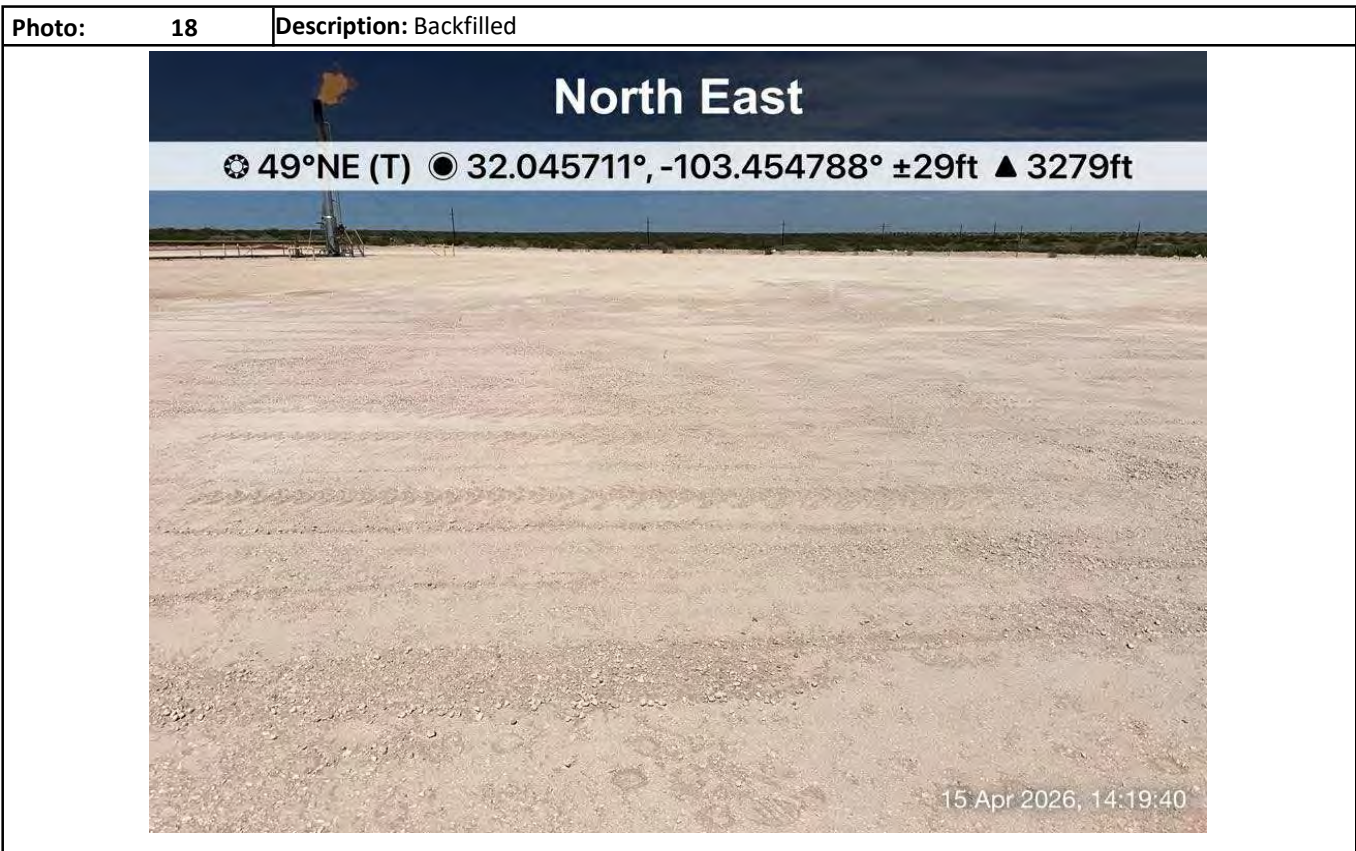 Photo: 18 Description: Backfilled
North East
49°NE (T) 32.045711°, -103.454788° ±29ft ▲ 3279ft
15 Apr 2026, 14:19:40